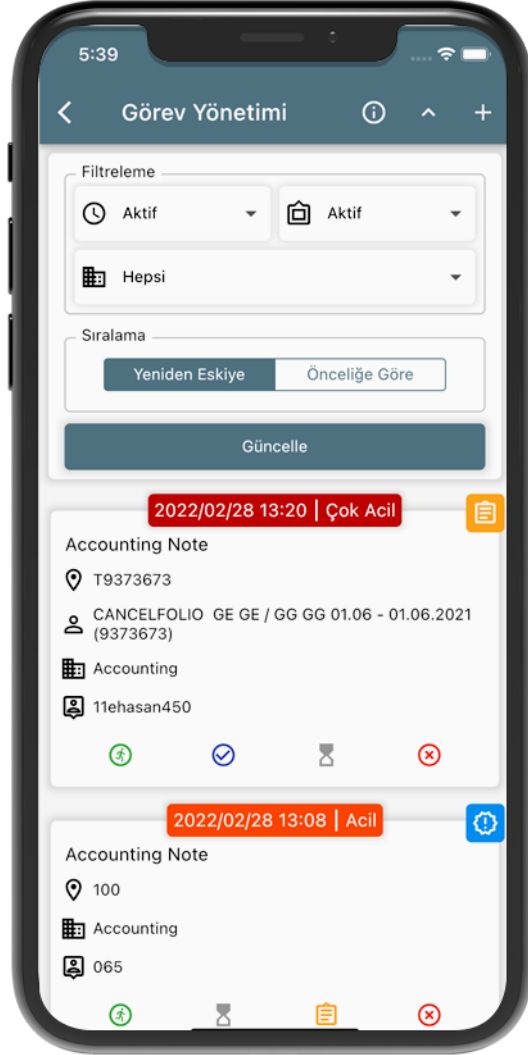 5:39
Görev Yönetimi
Filtreleme
Aktif
Aktif
Hepsi
Sıralama
Yeniden Eskiye
Önceliğe Göre
Güncelle
2022/02/28 13:20 | Çok Acil
Accounting Note
T9373673
CANCELFOLIO GE GE / GG GG 01.06 - 01.06.2021
(9373673)
Accounting
11ehasan450
2022/02/28 13:08 | Acil
Accounting Note
100
Accounting
065